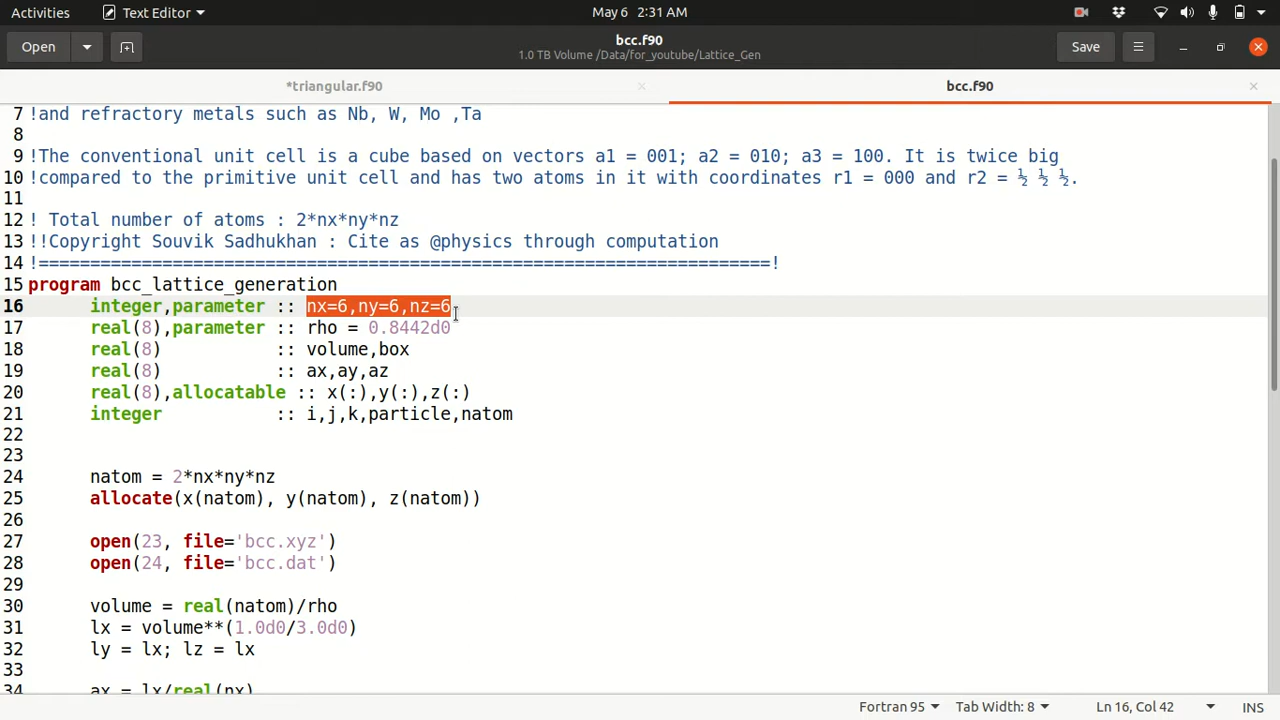 Activities
Text Editor
May 6 2:31 AM
Open
bcc.f90
1.0 TB Volume /Data/for_youtube/Lattice_Gen
Save
*triangular.f90
bcc.f90
7 !and refractory metals such as Nb, W, Mo ,Ta
8
9 !The conventional unit cell is a cube based on vectors a1 = 001; a2 = 010; a3 = 100. It is twice big
10 !compared to the primitive unit cell and has two atoms in it with coordinates r1 = 000 and r2 = ½ ½ ½.
11
12 ! Total number of atoms : 2*nx*ny*nz
13 !!Copyright Souvik Sadhukhan : Cite as @physics through computation
14 !=======================================================================!
15 program bcc_lattice_generation
16 integer,parameter :: nx=6,ny=6,nz=6
17 real(8),parameter :: rho = 0.8442d0
18 real(8) :: volume,box
19 real(8) :: ax,ay,az
20 real(8),allocatable :: x(:),y(:),z(:)
21 integer :: i,j,k,particle,natom
22
23
24 natom = 2*nx*ny*nz
25 allocate(x(natom), y(natom), z(natom))
26
27 open(23, file='bcc.xyz')
28 open(24, file='bcc.dat')
29
30 volume = real(natom)/rho
31 lx = volume**(1.0d0/3.0d0)
32 ly = lx; lz = lx
33
34 ax = lx/real(nx)
Fortran 95
Tab Width: 8
Ln 16, Col 42
INS